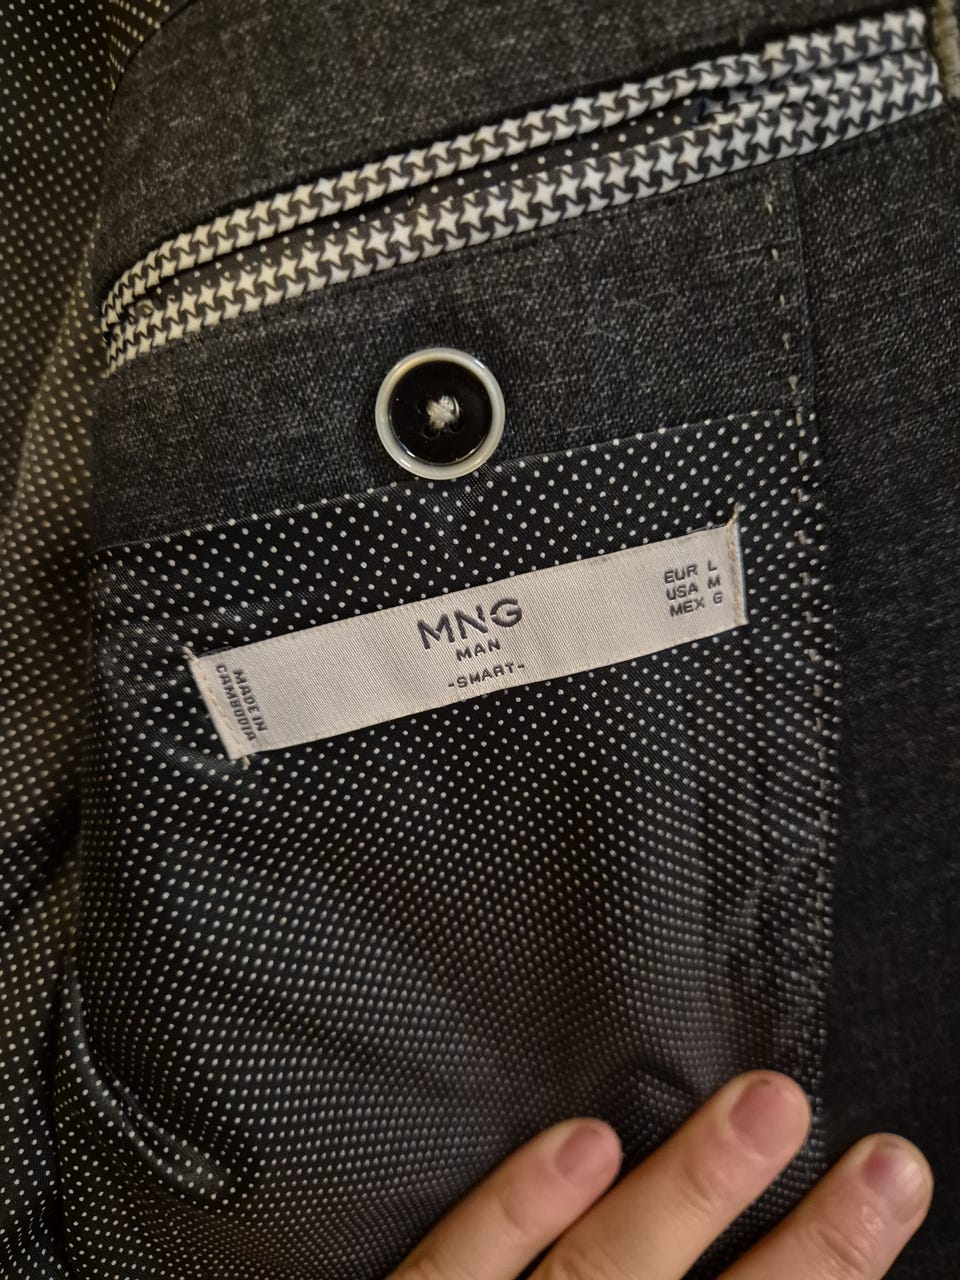 MNG
MAN
-SMART-
EUR L
USA M
MEX G
MADE IN
CAMBODIA